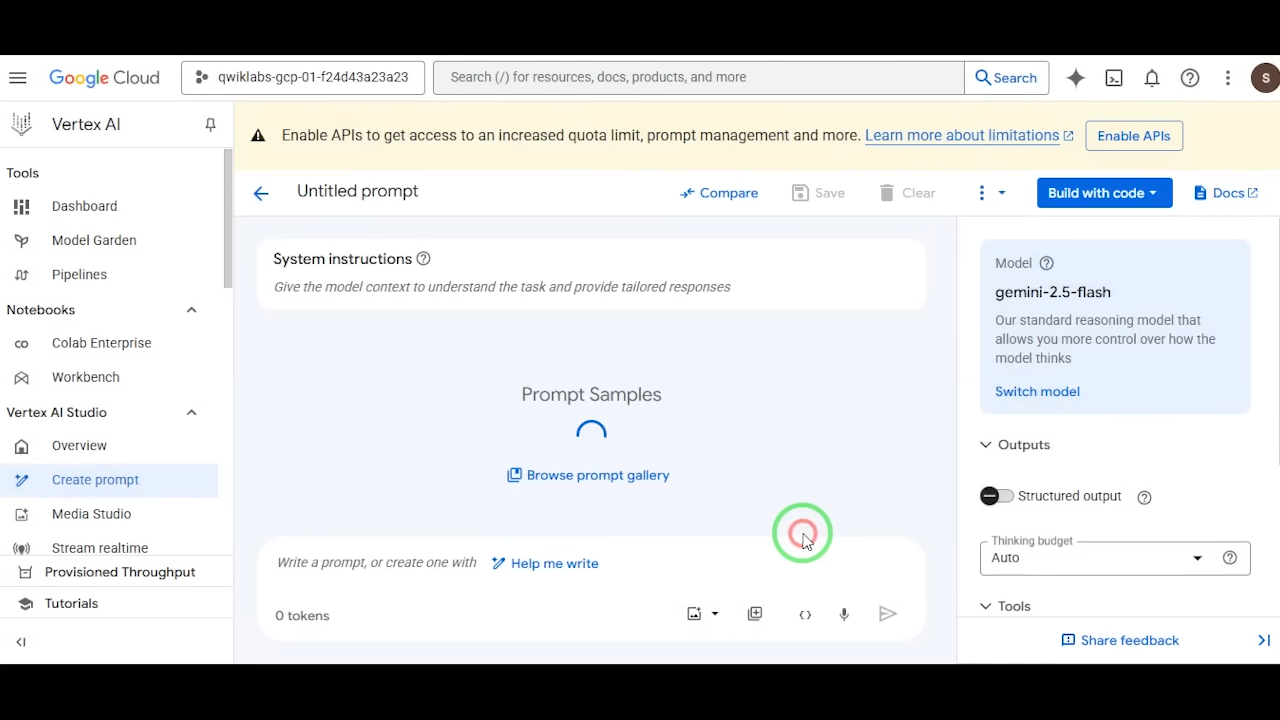 Google Cloud
qwiklabs-gcp-01-f24d43a23a23
Search (/) for resources, docs, products, and more
Search
S
Vertex AI
Enable APIs to get access to an increased quota limit, prompt management and more. Learn more about limitations
Enable APIs
Tools
Dashboard
Model Garden
Pipelines
Notebooks
Colab Enterprise
Workbench
Vertex AI Studio
Overview
Create prompt
Media Studio
Stream realtime
Provisioned Throughput
Tutorials
Untitled prompt
Compare
Save
Clear
Build with code
Docs
System instructions
Give the model context to understand the task and provide tailored responses
Prompt Samples
Browse prompt gallery
Write a prompt, or create one with
Help me write
0 tokens
Model
gemini-2.5-flash
Our standard reasoning model that
allows you more control over how the
model thinks
Switch model
Outputs
Structured output
Thinking budget
Auto
Tools
Share feedback